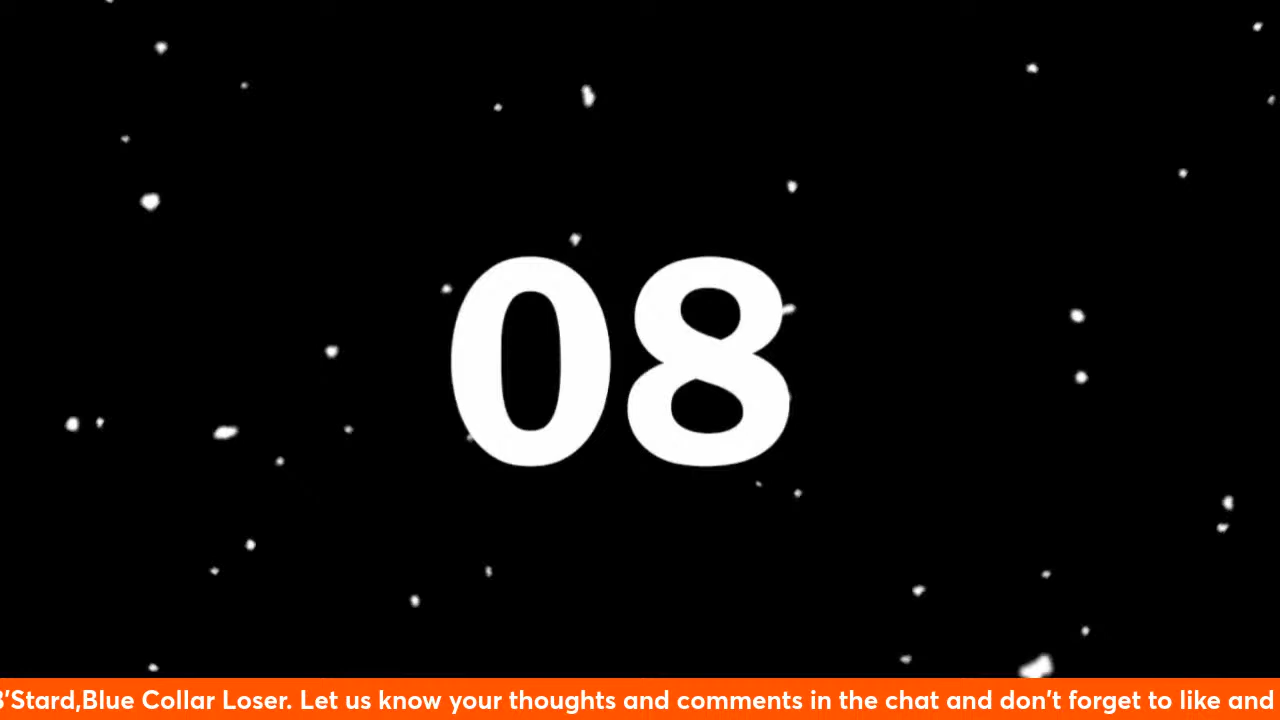 08
B'Stard,Blue Collar Loser. Let us know your thoughts and comments in the chat and don't forget to like and